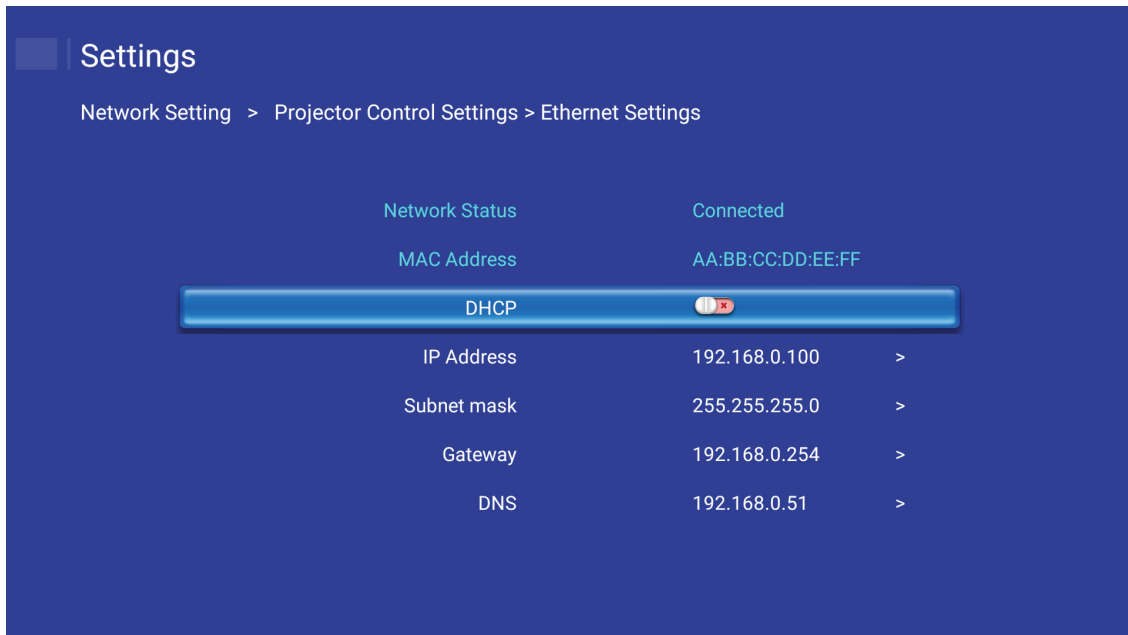 Settings
Network Setting > Projector Control Settings > Ethernet Settings
Network Status Connected
MAC Address AA:BB:CC:DD:EE:FF
DHCP
IP Address 192.168.0.100 >
Subnet mask 255.255.255.0 >
Gateway 192.168.0.254 >
DNS 192.168.0.51 >